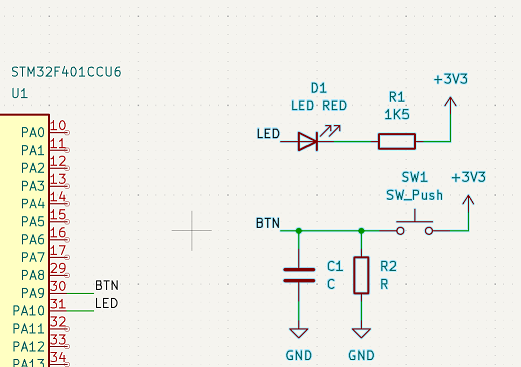 STM32F401CCU6
U1
PA0 10
PA1 11
PA2 12
PA3 13
PA4 14
PA5 15
PA6 16
PA7 17
PA8 29
PA9 30 BTN
PA10 31 LED
PA11 32
PA12 33
PA13 34
D1
LED RED
R1
1K5
+3V3
LED
SW1
SW_Push
+3V3
BTN
C1
C
R2
R
GND
GND